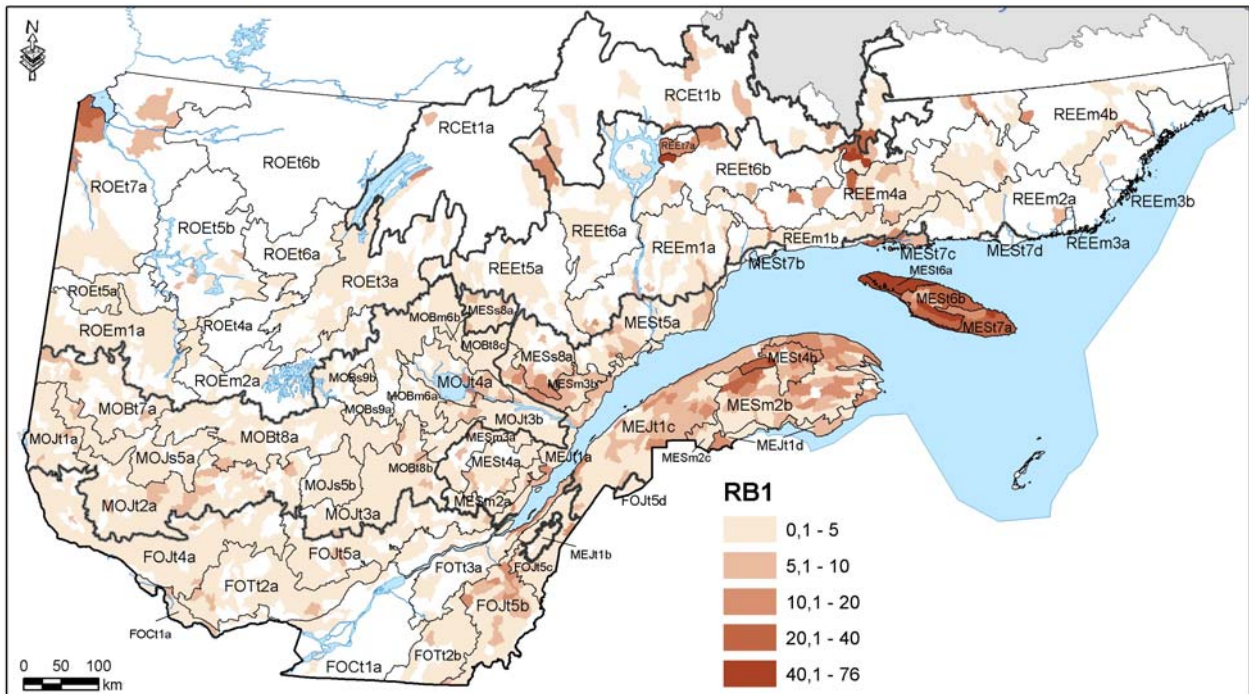 N
RCEt1b
REEm4b
RCEt1a
REEt7a
ROEt6b
REEt6b
ROEt7a
REEm4a
REEm2a
REEm3b
ROEt5b
REEt6a
REEm1a
REEm1b
MESt7c
MESt7d
REEm3a
ROEt6a
MESt7b
MESt6a
REEt5a
ROEt3a
ROEt5a
MESs8a
MESt6b
MESt7a
ROEm1a
ROEt4a
MOBm6b
MESt5a
MOBt8c
MESs8a
MESt4b
ROEm2a
MOBs9b
MOJt4a
MESm3b
MOBm6a
MESm2b
MOBt7a
MOBs9a
MOJt3b
MEJt1c
MOJt1a
MOBt8a
MESm3a
MEJt1a
MEJt1d
MOJs5a
MESt4a
MESm2c
MOBt8b
MOJs5b
MESm2a
FOJt5d
MOJt2a
MOJt3a
RB1
0,1 - 5
5,1 - 10
10,1 - 20
20,1 - 40
40,1 - 76
FOJt4a
FOJt5a
MEJt1b
FOTt3a
FOJt5c
FOTt2a
FOJt5b
FOCt1a
FOCt1a
FOTt2b
0 50 100
km